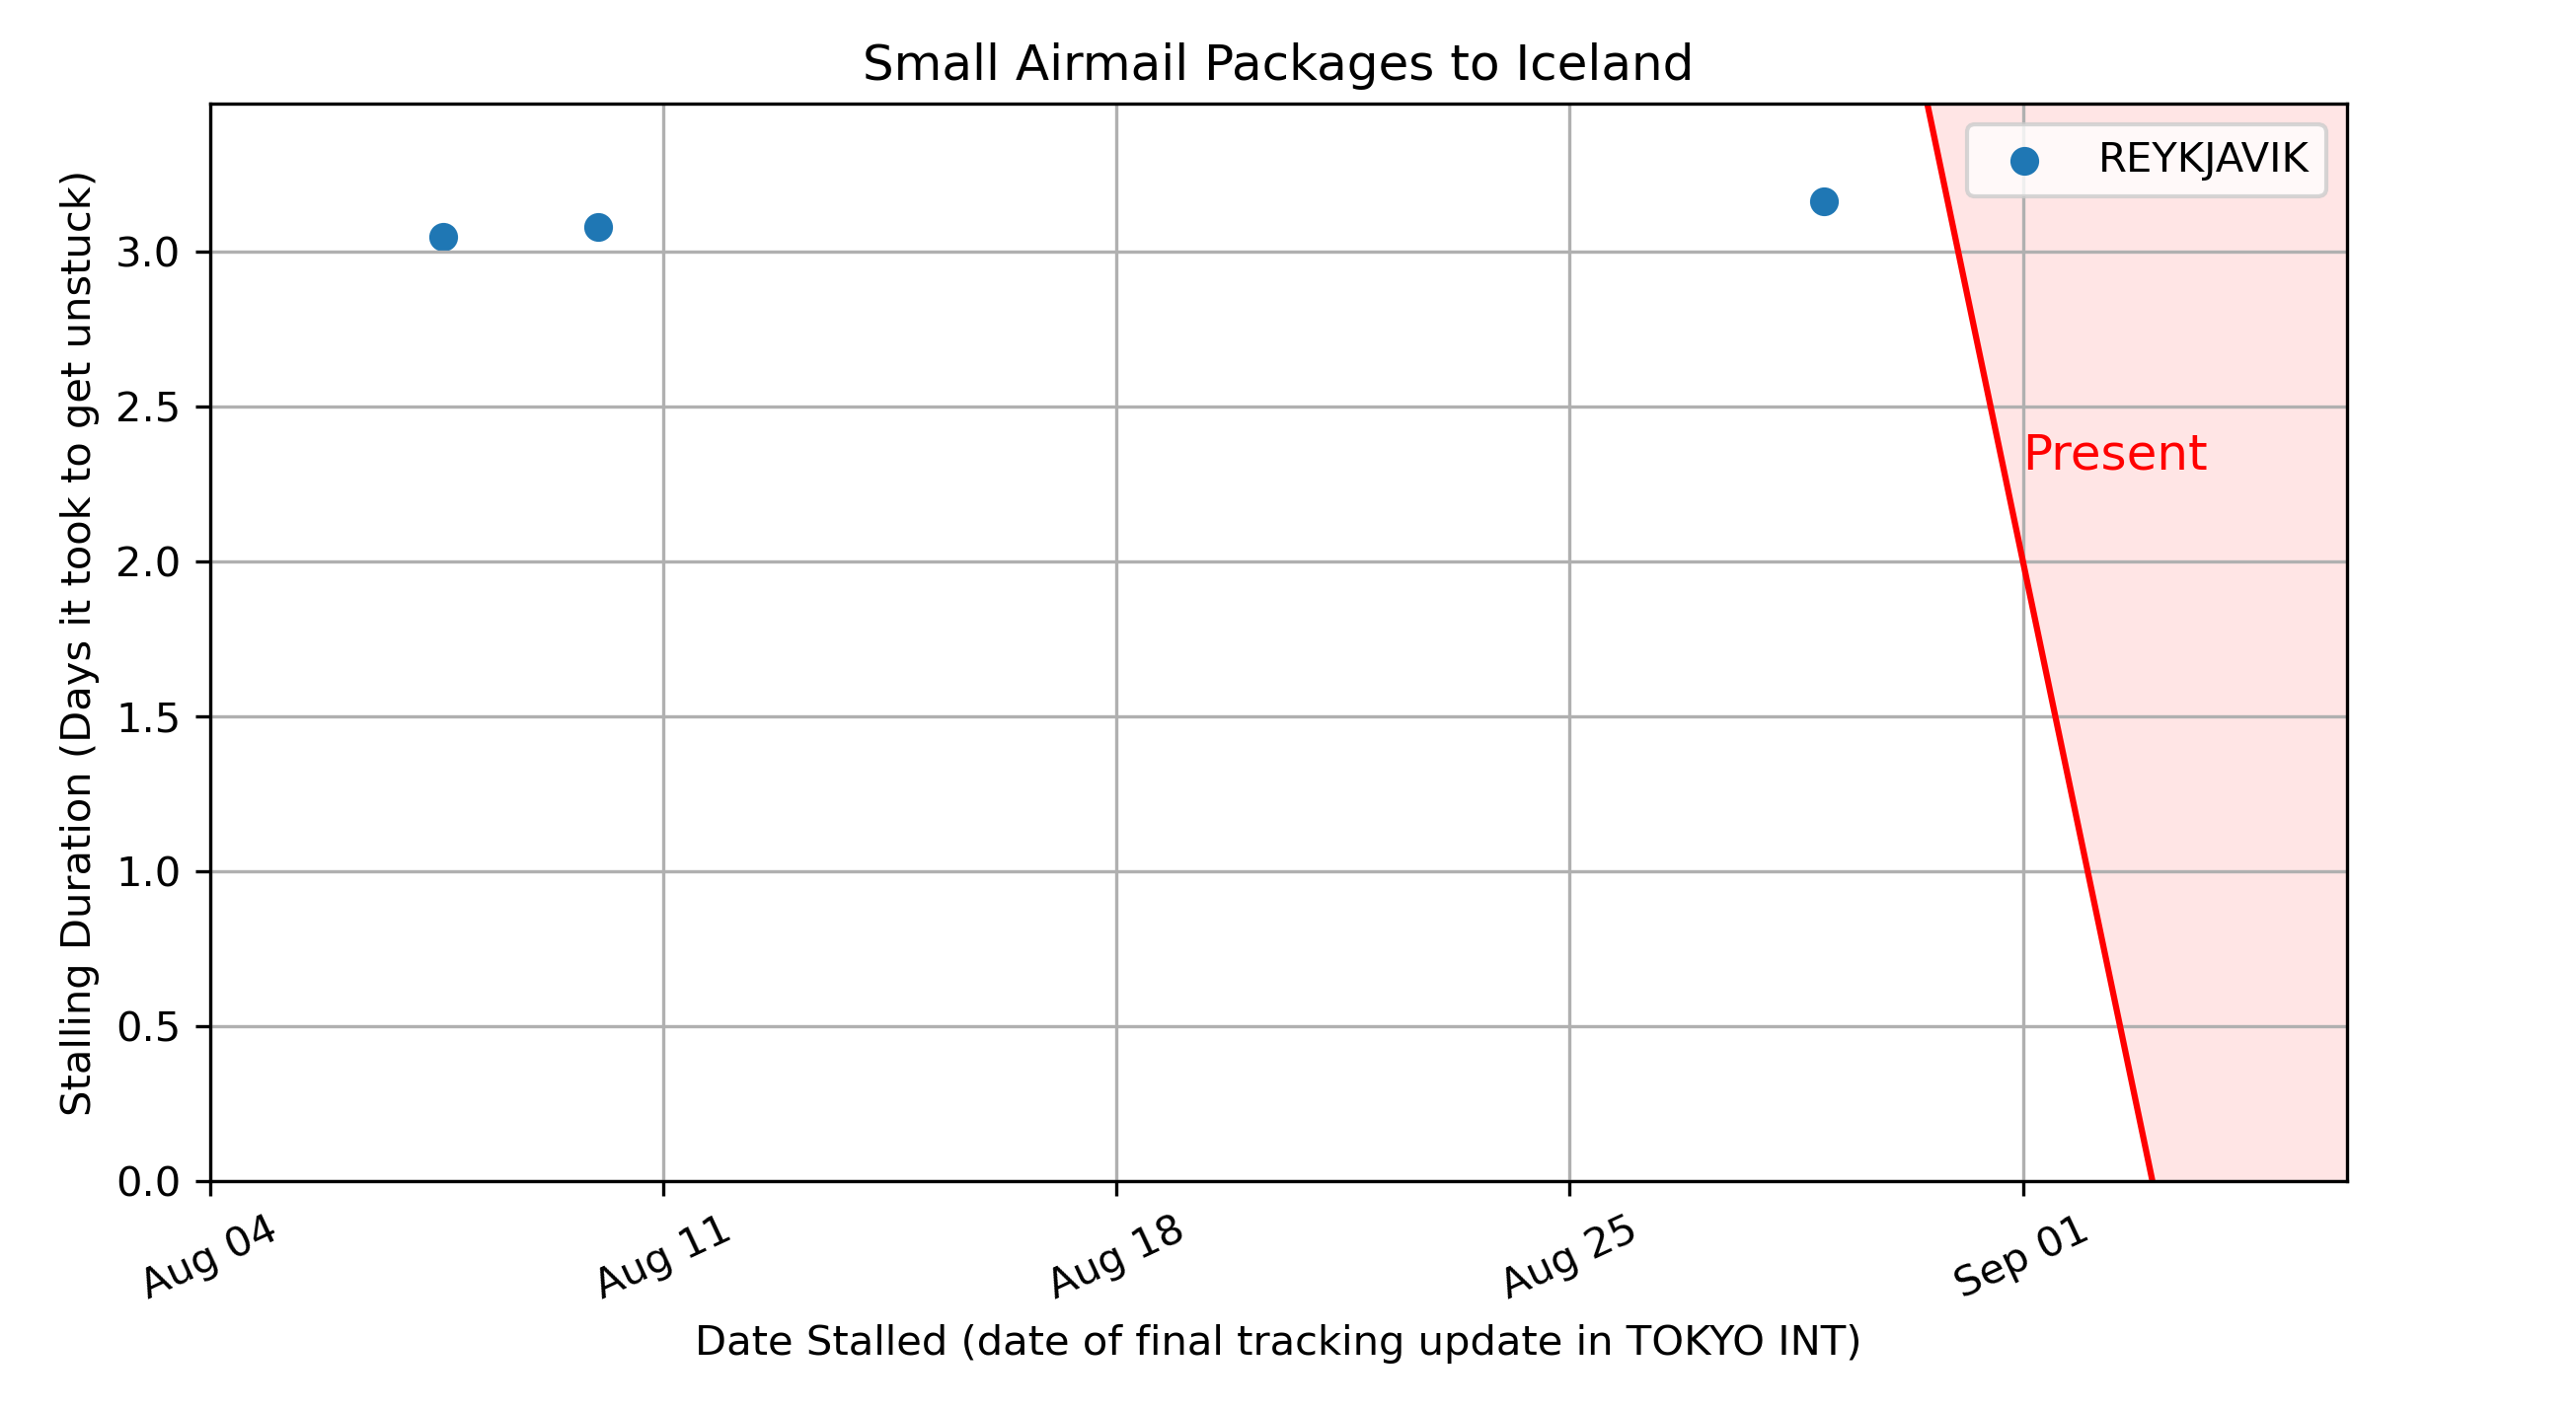 Small Airmail Packages to Iceland
REYKJAVIK
Present
Stalling Duration (Days it took to get unstuck)
3.0
2.5
2.0
1.5
1.0
0.5
0.0
Aug 04
Aug 11
Aug 18
Aug 25
Sep 01
Date Stalled (date of final tracking update in TOKYO INT)